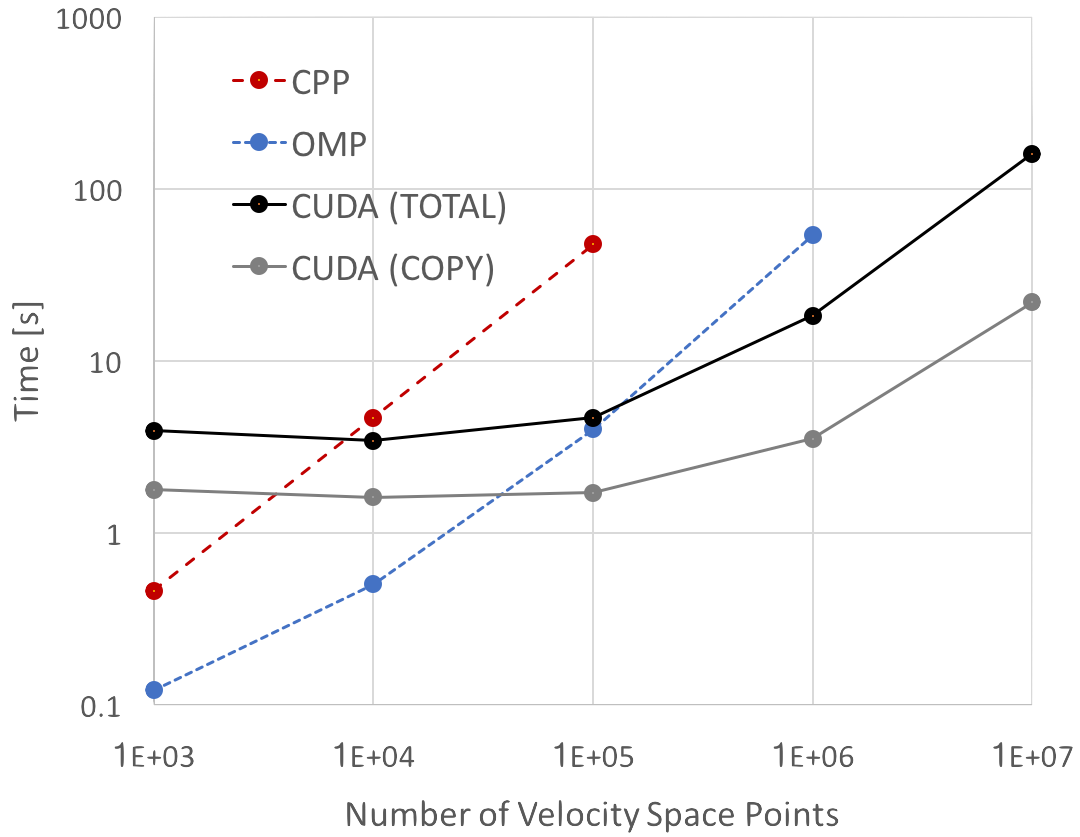 1000
100
10
1
0.1
Time [s]
CPP
OMP
CUDA (TOTAL)
CUDA (COPY)
1E+03 1E+04 1E+05 1E+06 1E+07
Number of Velocity Space Points